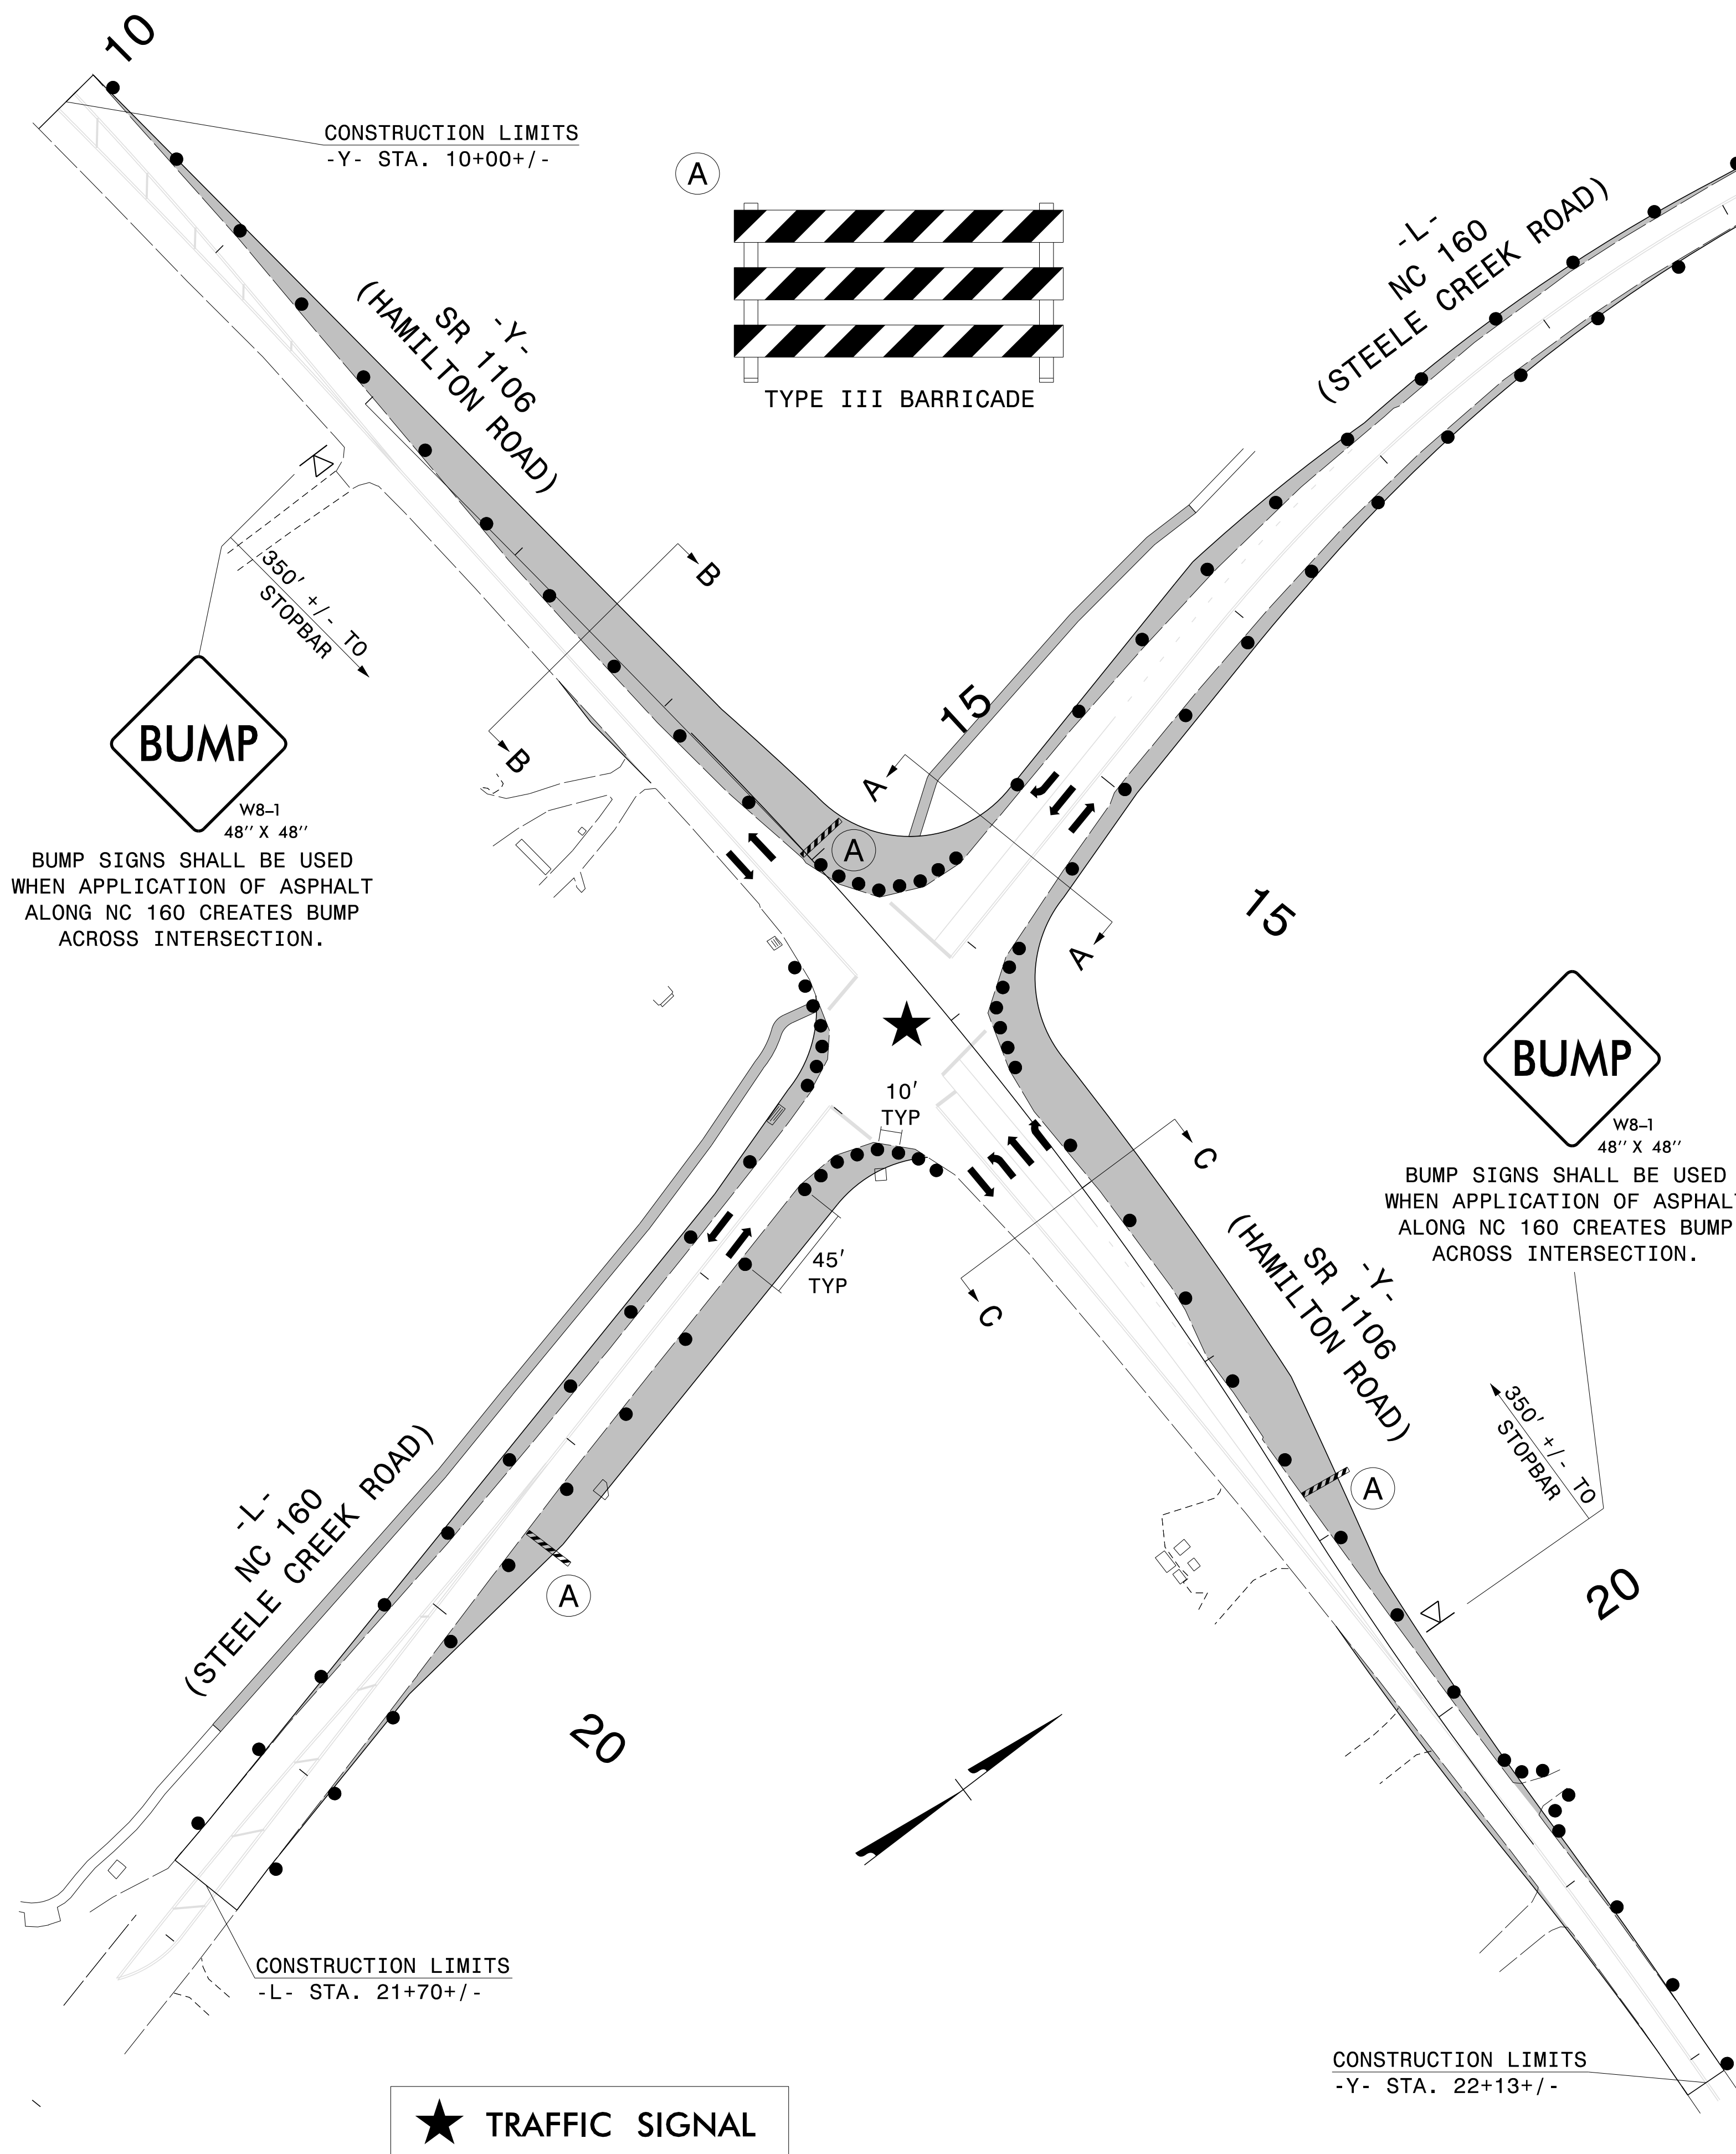 10
CONSTRUCTION LIMITS
-Y- STA. 10+00+/-
A
TYPE III BARRICADE
-L-
NC 160
(STEELE CREEK ROAD)
-Y-
SR 1106
(HAMILTON ROAD)
B
B
350' +/- TO
STOPBAR
BUMP
W8-1
48" X 48"
BUMP SIGNS SHALL BE USED
WHEN APPLICATION OF ASPHALT
ALONG NC 160 CREATES BUMP
ACROSS INTERSECTION.
15
A
A
A
15
10'
TYP
45'
TYP
C
C
BUMP
W8-1
48" X 48"
BUMP SIGNS SHALL BE USED
WHEN APPLICATION OF ASPHAL
ALONG NC 160 CREATES BUMP
ACROSS INTERSECTION.
-Y-
SR 1106
(HAMILTON ROAD)
350' +/- TO
STOPBAR
A
-L-
NC 160
(STEELE CREEK ROAD)
A
20
20
CONSTRUCTION LIMITS
-L- STA. 21+70+/-
CONSTRUCTION LIMITS
-Y- STA. 22+13+/-
TRAFFIC SIGNAL